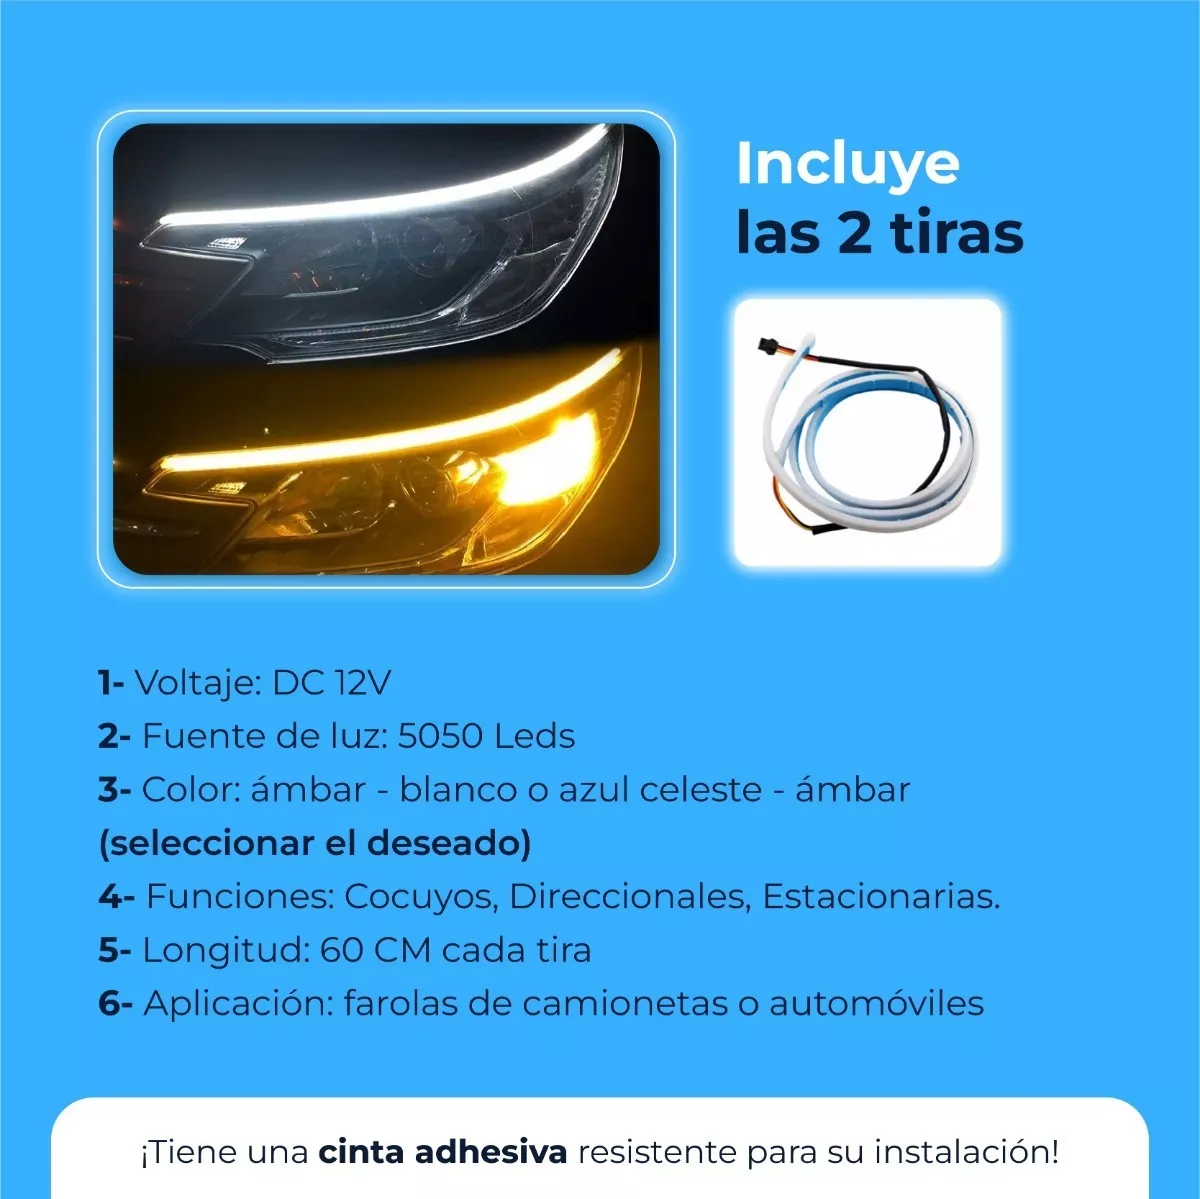 Incluye
las 2 tiras
1- Voltaje: DC 12V
2- Fuente de luz: 5050 Leds
3- Color: ámbar - blanco o azul celeste - ámbar
(seleccionar el deseado)
4- Funciones: Cocuyos, Direccionales, Estacionarias.
5- Longitud: 60 CM cada tira
6- Aplicación: farolas de camionetas o automóviles
¡Tiene una cinta adhesiva resistente para su instalación!